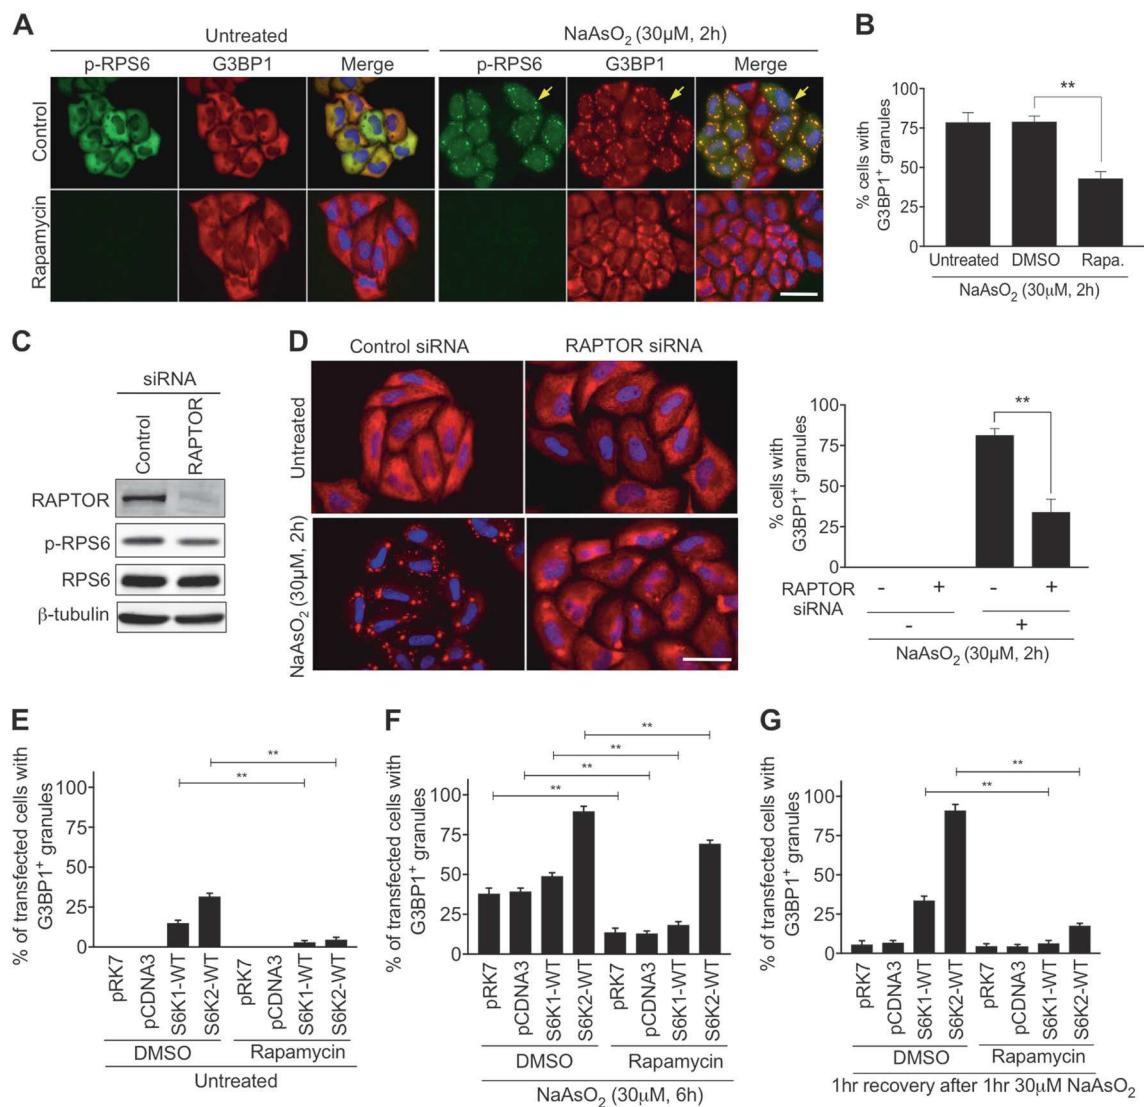 A
Untreated
NaAsO2 (30µM, 2h)
p-RPS6
G3BP1
Merge
p-RPS6
G3BP1
Merge
Control
Rapamycin
B
% cells with
G3BP1+ granules
100
75
50
25
0
**
Untreated
DMSO
Rapa.
NaAsO2 (30µM, 2h)
C
siRNA
Control
RAPTOR
RAPTOR
p-RPS6
RPS6
β-tubulin
D
Control siRNA
RAPTOR siRNA
Untreated
NaAsO2 (30µM, 2h)
% cells with
G3BP1+ granules
100
75
50
25
0
**
RAPTOR
siRNA
- + - +
- +
NaAsO2 (30µM, 2h)
E
% of transfected cells with
G3BP1+ granules
100
75
50
25
0
**
**
pRK7
pCDNA3
S6K1-WT
S6K2-WT
pRK7
pCDNA3
S6K1-WT
S6K2-WT
DMSO
Rapamycin
Untreated
F
% of transfected cells with
G3BP1+ granules
100
75
50
25
0
**
**
**
**
pRK7
pCDNA3
S6K1-WT
S6K2-WT
pRK7
pCDNA3
S6K1-WT
S6K2-WT
DMSO
Rapamycin
NaAsO2 (30µM, 6h)
G
% of transfected cells with
G3BP1+ granules
100
75
50
25
0
**
**
pRK7
pCDNA3
S6K1-WT
S6K2-WT
pRK7
pCDNA3
S6K1-WT
S6K2-WT
DMSO
Rapamycin
1hr recovery after 1hr 30µM NaAsO2